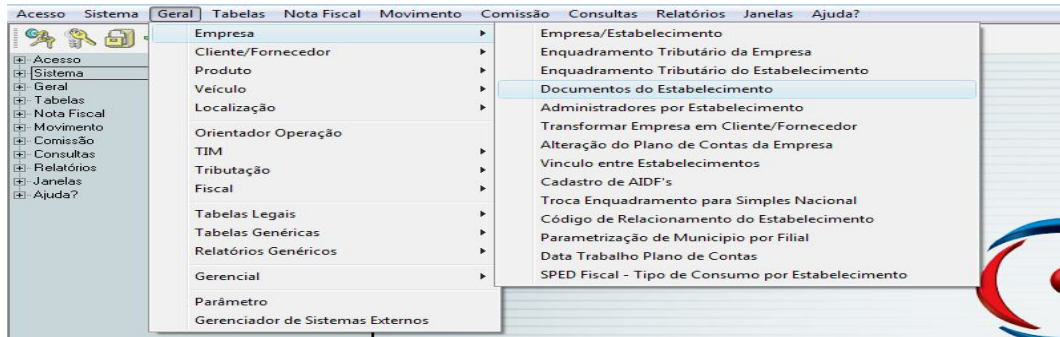 Acesso Sistema Geral Tabelas Nota Fiscal Movimento Comissão Consultas Relatórios Janelas Ajuda?
Acesso
Sistema
Geral
Tabelas
Nota Fiscal
Movimento
Comissão
Consultas
Relatórios
Janelas
Ajuda?
Empresa
Cliente/Fornecedor
Produto
Veículo
Localização
Orientador Operação
TIM
Tributação
Fiscal
Tabelas Legais
Tabelas Genéricas
Relatórios Genéricos
Gerencial
Parâmetro
Gerenciador de Sistemas Externos
Empresa/Estabelecimento
Enquadramento Tributário da Empresa
Enquadramento Tributário do Estabelecimento
Documentos do Estabelecimento
Administradores por Estabelecimento
Transformar Empresa em Cliente/Fornecedor
Alteração do Plano de Contas da Empresa
Vinculo entre Estabelecimentos
Cadastro de AIDF's
Troca Enquadramento para Simples Nacional
Código de Relacionamento do Estabelecimento
Parametrização de Municipio por Filial
Data Trabalho Plano de Contas
SPED Fiscal - Tipo de Consumo por Estabelecimento